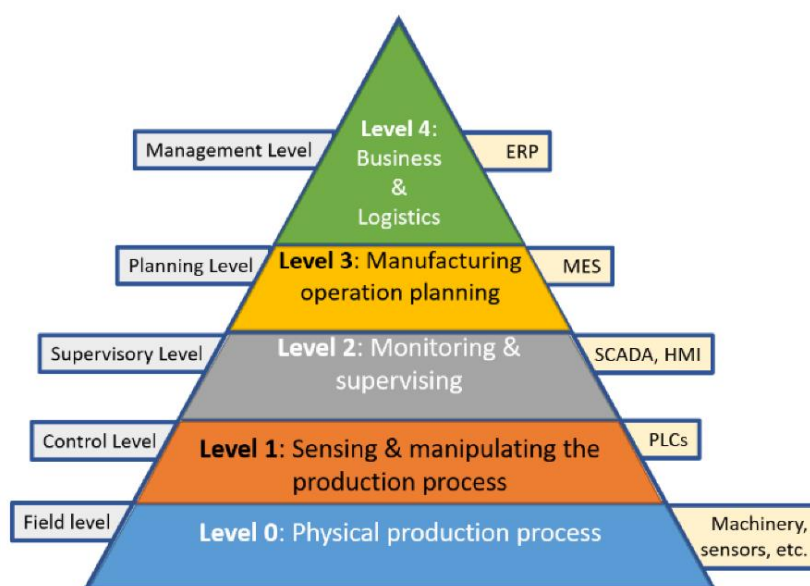 Level 4:
Business
&
Logistics
Management Level
ERP
Level 3: Manufacturing
operation planning
Planning Level
MES
Level 2: Monitoring &
supervising
Supervisory Level
SCADA, HMI
Level 1: Sensing & manipulating the
production process
Control Level
PLCs
Level 0: Physical production process
Field level
Machinery,
sensors, etc.